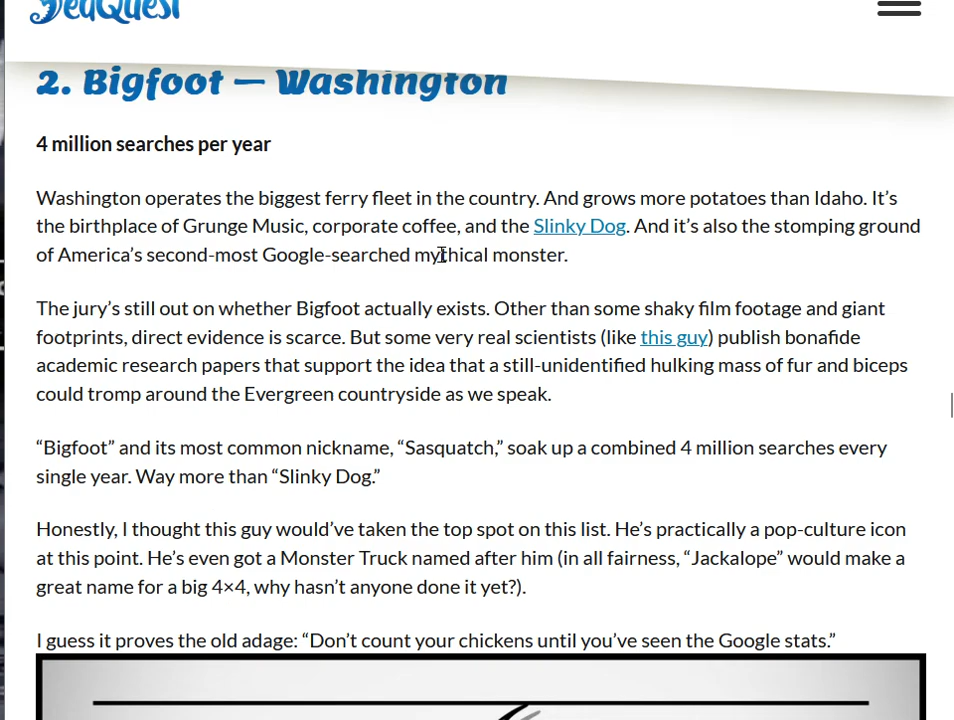 SeaQuest
2. Bigfoot — Washington
4 million searches per year
Washington operates the biggest ferry fleet in the country. And grows more potatoes than Idaho. It’s
the birthplace of Grunge Music, corporate coffee, and the Slinky Dog. And it’s also the stomping ground
of America’s second-most Google-searched mythical monster.
The jury’s still out on whether Bigfoot actually exists. Other than some shaky film footage and giant
footprints, direct evidence is scarce. But some very real scientists (like this guy) publish bonafide
academic research papers that support the idea that a still-unidentified hulking mass of fur and biceps
could tromp around the Evergreen countryside as we speak.
“Bigfoot” and its most common nickname, “Sasquatch,” soak up a combined 4 million searches every
single year. Way more than “Slinky Dog.”
Honestly, I thought this guy would’ve taken the top spot on this list. He’s practically a pop-culture icon
at this point. He’s even got a Monster Truck named after him (in all fairness, “Jackalope” would make a
great name for a big 4×4, why hasn’t anyone done it yet?).
I guess it proves the old adage: “Don’t count your chickens until you’ve seen the Google stats.”